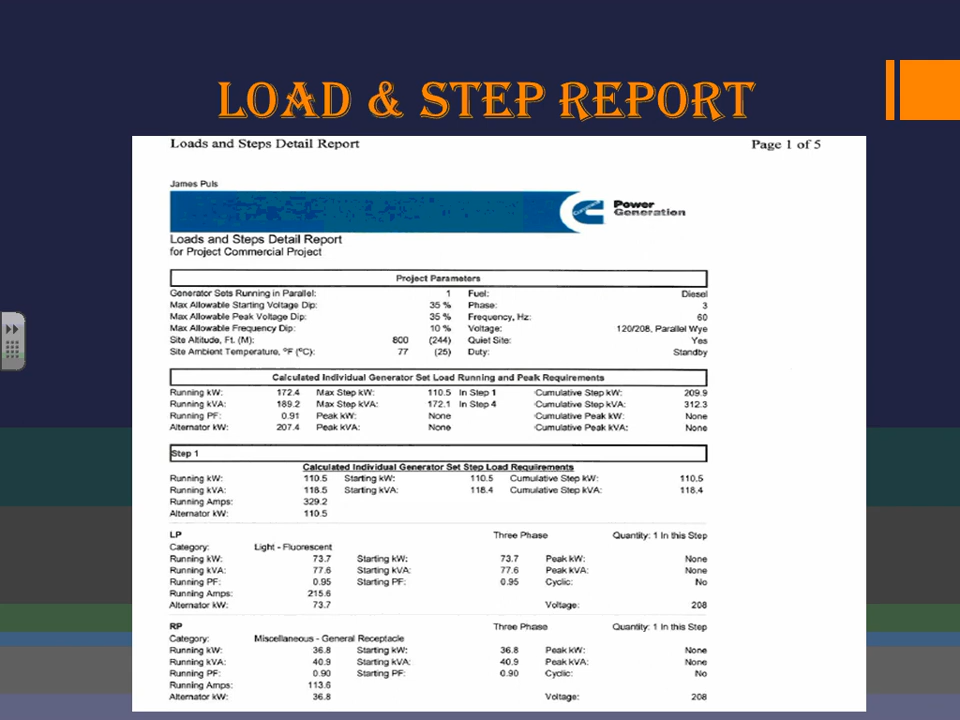 LOAD & STEP REPORT
Loads and Steps Detail Report Page 1 of 5
James Puls
Power
Generation
Loads and Steps Detail Report
for Project Commercial Project
Project Parameters
Generator Sets Running in Parallel: 1 Fuel: Diesel
Max Allowable Starting Voltage Dip: 35 % Phase: 3
Max Allowable Peak Voltage Dip: 35 % Frequency, Hz: 60
Max Allowable Frequency Dip: 10 % Voltage: 120/208, Parallel Wye
Site Altitude, Ft. (M): 800 (244) Quiet Site: Yes
Site Ambient Temperature, °F (°C): 77 (25) Duty: Standby
Calculated Individual Generator Set Load Running and Peak Requirements
Running kW: 172.4 Max Step kW: 110.5 In Step 1 Cumulative Step kW: 209.9
Running kVA: 189.2 Max Step kVA: 172.1 In Step 4 Cumulative Step kVA: 312.3
Running PF: 0.91 Peak kW: None Cumulative Peak kW: None
Alternator kW: 207.4 Peak kVA: None Cumulative Peak kVA: None
Step 1
Calculated Individual Generator Set Step Load Requirements
Running kW: 110.5 Starting kW: 110.5 Cumulative Step kW: 110.5
Running kVA: 118.5 Starting kVA: 118.4 Cumulative Step kVA: 118.4
Running Amps: 329.2
Alternator kW: 110.5
LP Three Phase Quantity: 1 In this Step
Category: Light - Fluorescent
Running kW: 73.7 Starting kW: 73.7 Peak kW: None
Running kVA: 77.6 Starting kVA: 77.6 Peak kVA: None
Running PF: 0.95 Starting PF: 0.95 Cyclic: No
Running Amps: 215.6
Alternator kW: 73.7 Voltage: 208
RP Three Phase Quantity: 1 In this Step
Category: Miscellaneous - General Receptacle
Running kW: 36.8 Starting kW: 36.8 Peak kW: None
Running kVA: 40.9 Starting kVA: 40.9 Peak kVA: None
Running PF: 0.90 Starting PF: 0.90 Cyclic: No
Running Amps: 113.6
Alternator kW: 36.8 Voltage: 208